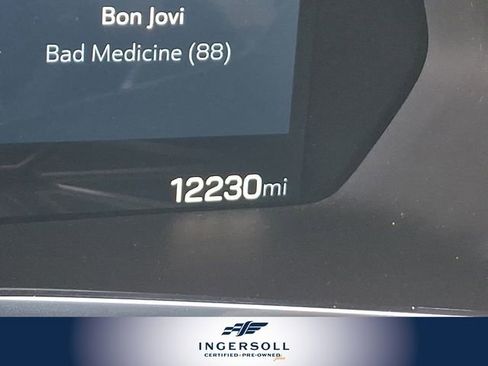 Bon Jovi
Bad Medicine (88)
12230mi
INGERSOLL
CERTIFIED·PRE-OWNED